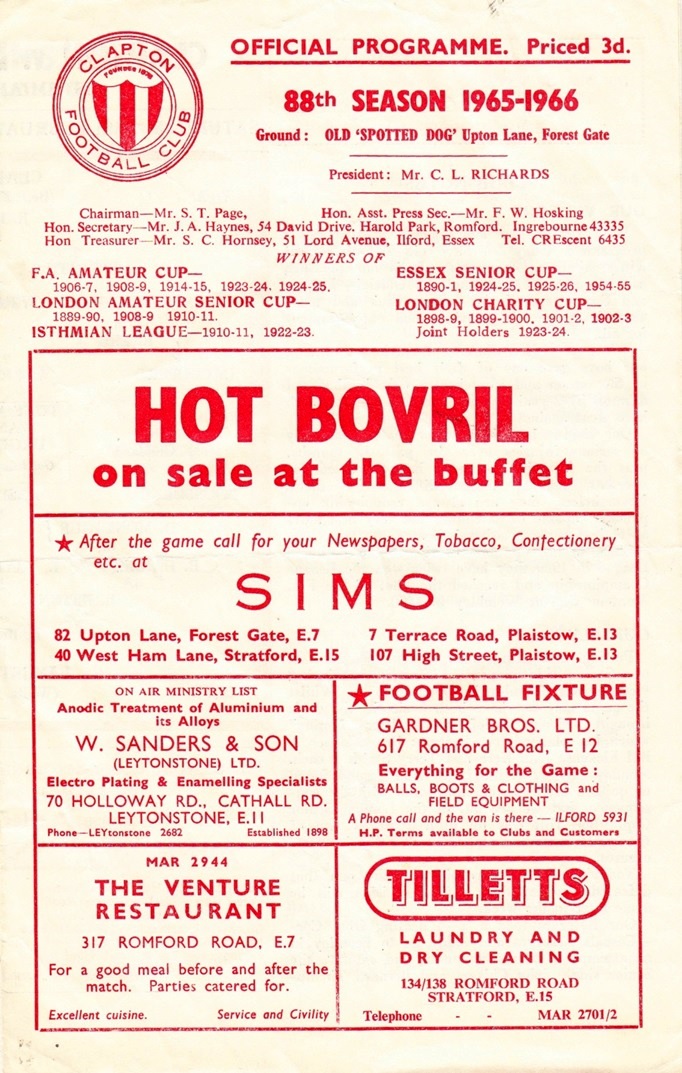 CLAPTON
FOUNDED 1878
FOOTBALL CLUB
OFFICIAL PROGRAMME. Priced 3d.
88th SEASON 1965-1966
Ground: OLD 'SPOTTED DOG' Upton Lane, Forest Gate
President: Mr. C. L. RICHARDS
Chairman—Mr. S. T. Page, Hon. Asst. Press Sec.—Mr. F. W. Hosking
Hon. Secretary—Mr. J. A. Haynes, 54 David Drive. Harold Park, Romford. Ingrebourne 43335
Hon Treasurer—Mr. S. C. Hornsey, 51 Lord Avenue, Ilford, Essex Tel. CREscent 6435
WINNERS OF
F.A. AMATEUR CUP—
1906-7, 1908-9, 1914-15, 1923-24, 1924-25,
LONDON AMATEUR SENIOR CUP—
1889-90, 1908-9 1910-11.
ISTHMIAN LEAGUE—1910-11, 1922-23.
ESSEX SENIOR CUP—
1890-1, 1924-25, 1925-26, 1954-55
LONDON CHARITY CUP—
1898-9, 1899-1900, 1901-2, 1902-3
Joint Holders 1923-24.
HOT BOVRIL
on sale at the buffet
★ After the game call for your Newspapers, Tobacco, Confectionery
etc. at
SIMS
82 Upton Lane, Forest Gate, E.7 7 Terrace Road, Plaistow, E.13
40 West Ham Lane, Stratford, E.15 107 High Street, Plaistow, E.13
ON AIR MINISTRY LIST
Anodic Treatment of Aluminium and
its Alloys
W. SANDERS & SON
(LEYTONSTONE) LTD.
Electro Plating & Enamelling Specialists
70 HOLLOWAY RD., CATHALL RD.
LEYTONSTONE, E.11
Phone—LEYtonstone 2682 Established 1898
★ FOOTBALL FIXTURE
GARDNER BROS. LTD.
617 Romford Road, E 12
Everything for the Game:
BALLS, BOOTS & CLOTHING and
FIELD EQUIPMENT
A Phone call and the van is there — ILFORD 5931
H.P. Terms available to Clubs and Customers
MAR 2944
THE VENTURE
RESTAURANT
317 ROMFORD ROAD, E.7
For a good meal before and after the
match. Parties catered for.
Excellent cuisine. Service and Civility
TILLETTS
LAUNDRY AND
DRY CLEANING
134/138 ROMFORD ROAD
STRATFORD, E.15
Telephone - - MAR 2701/2